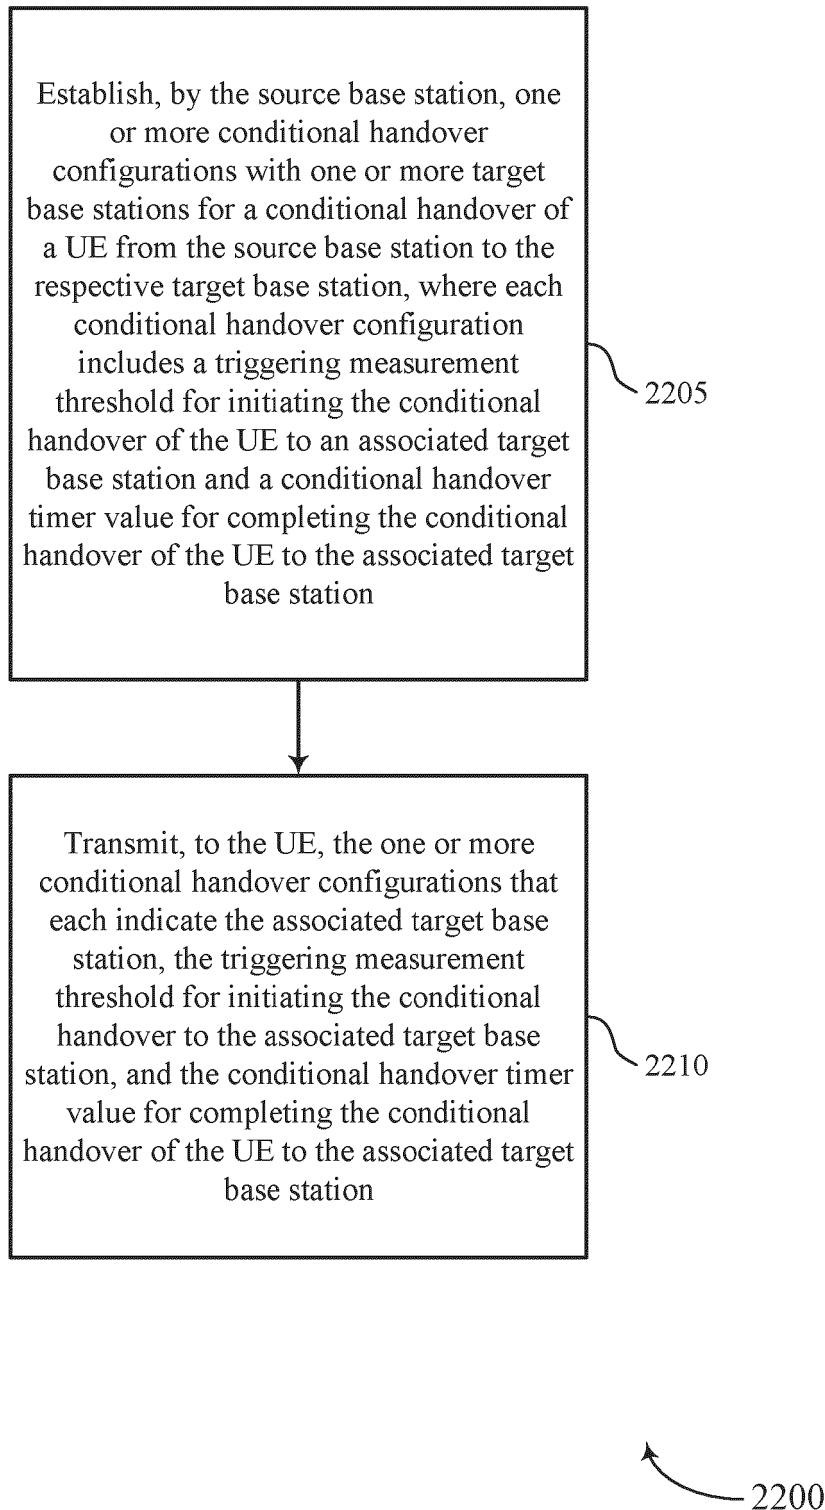 Establish, by the source base station, one
or more conditional handover
configurations with one or more target
base stations for a conditional handover of
a UE from the source base station to the
respective target base station, where each
conditional handover configuration
includes a triggering measurement
threshold for initiating the conditional
handover of the UE to an associated target
base station and a conditional handover
timer value for completing the conditional
handover of the UE to the associated target
base station
2205
Transmit, to the UE, the one or more
conditional handover configurations that
each indicate the associated target base
station, the triggering measurement
threshold for initiating the conditional
handover to the associated target base
station, and the conditional handover timer
value for completing the conditional
handover of the UE to the associated target
base station
2210
2200